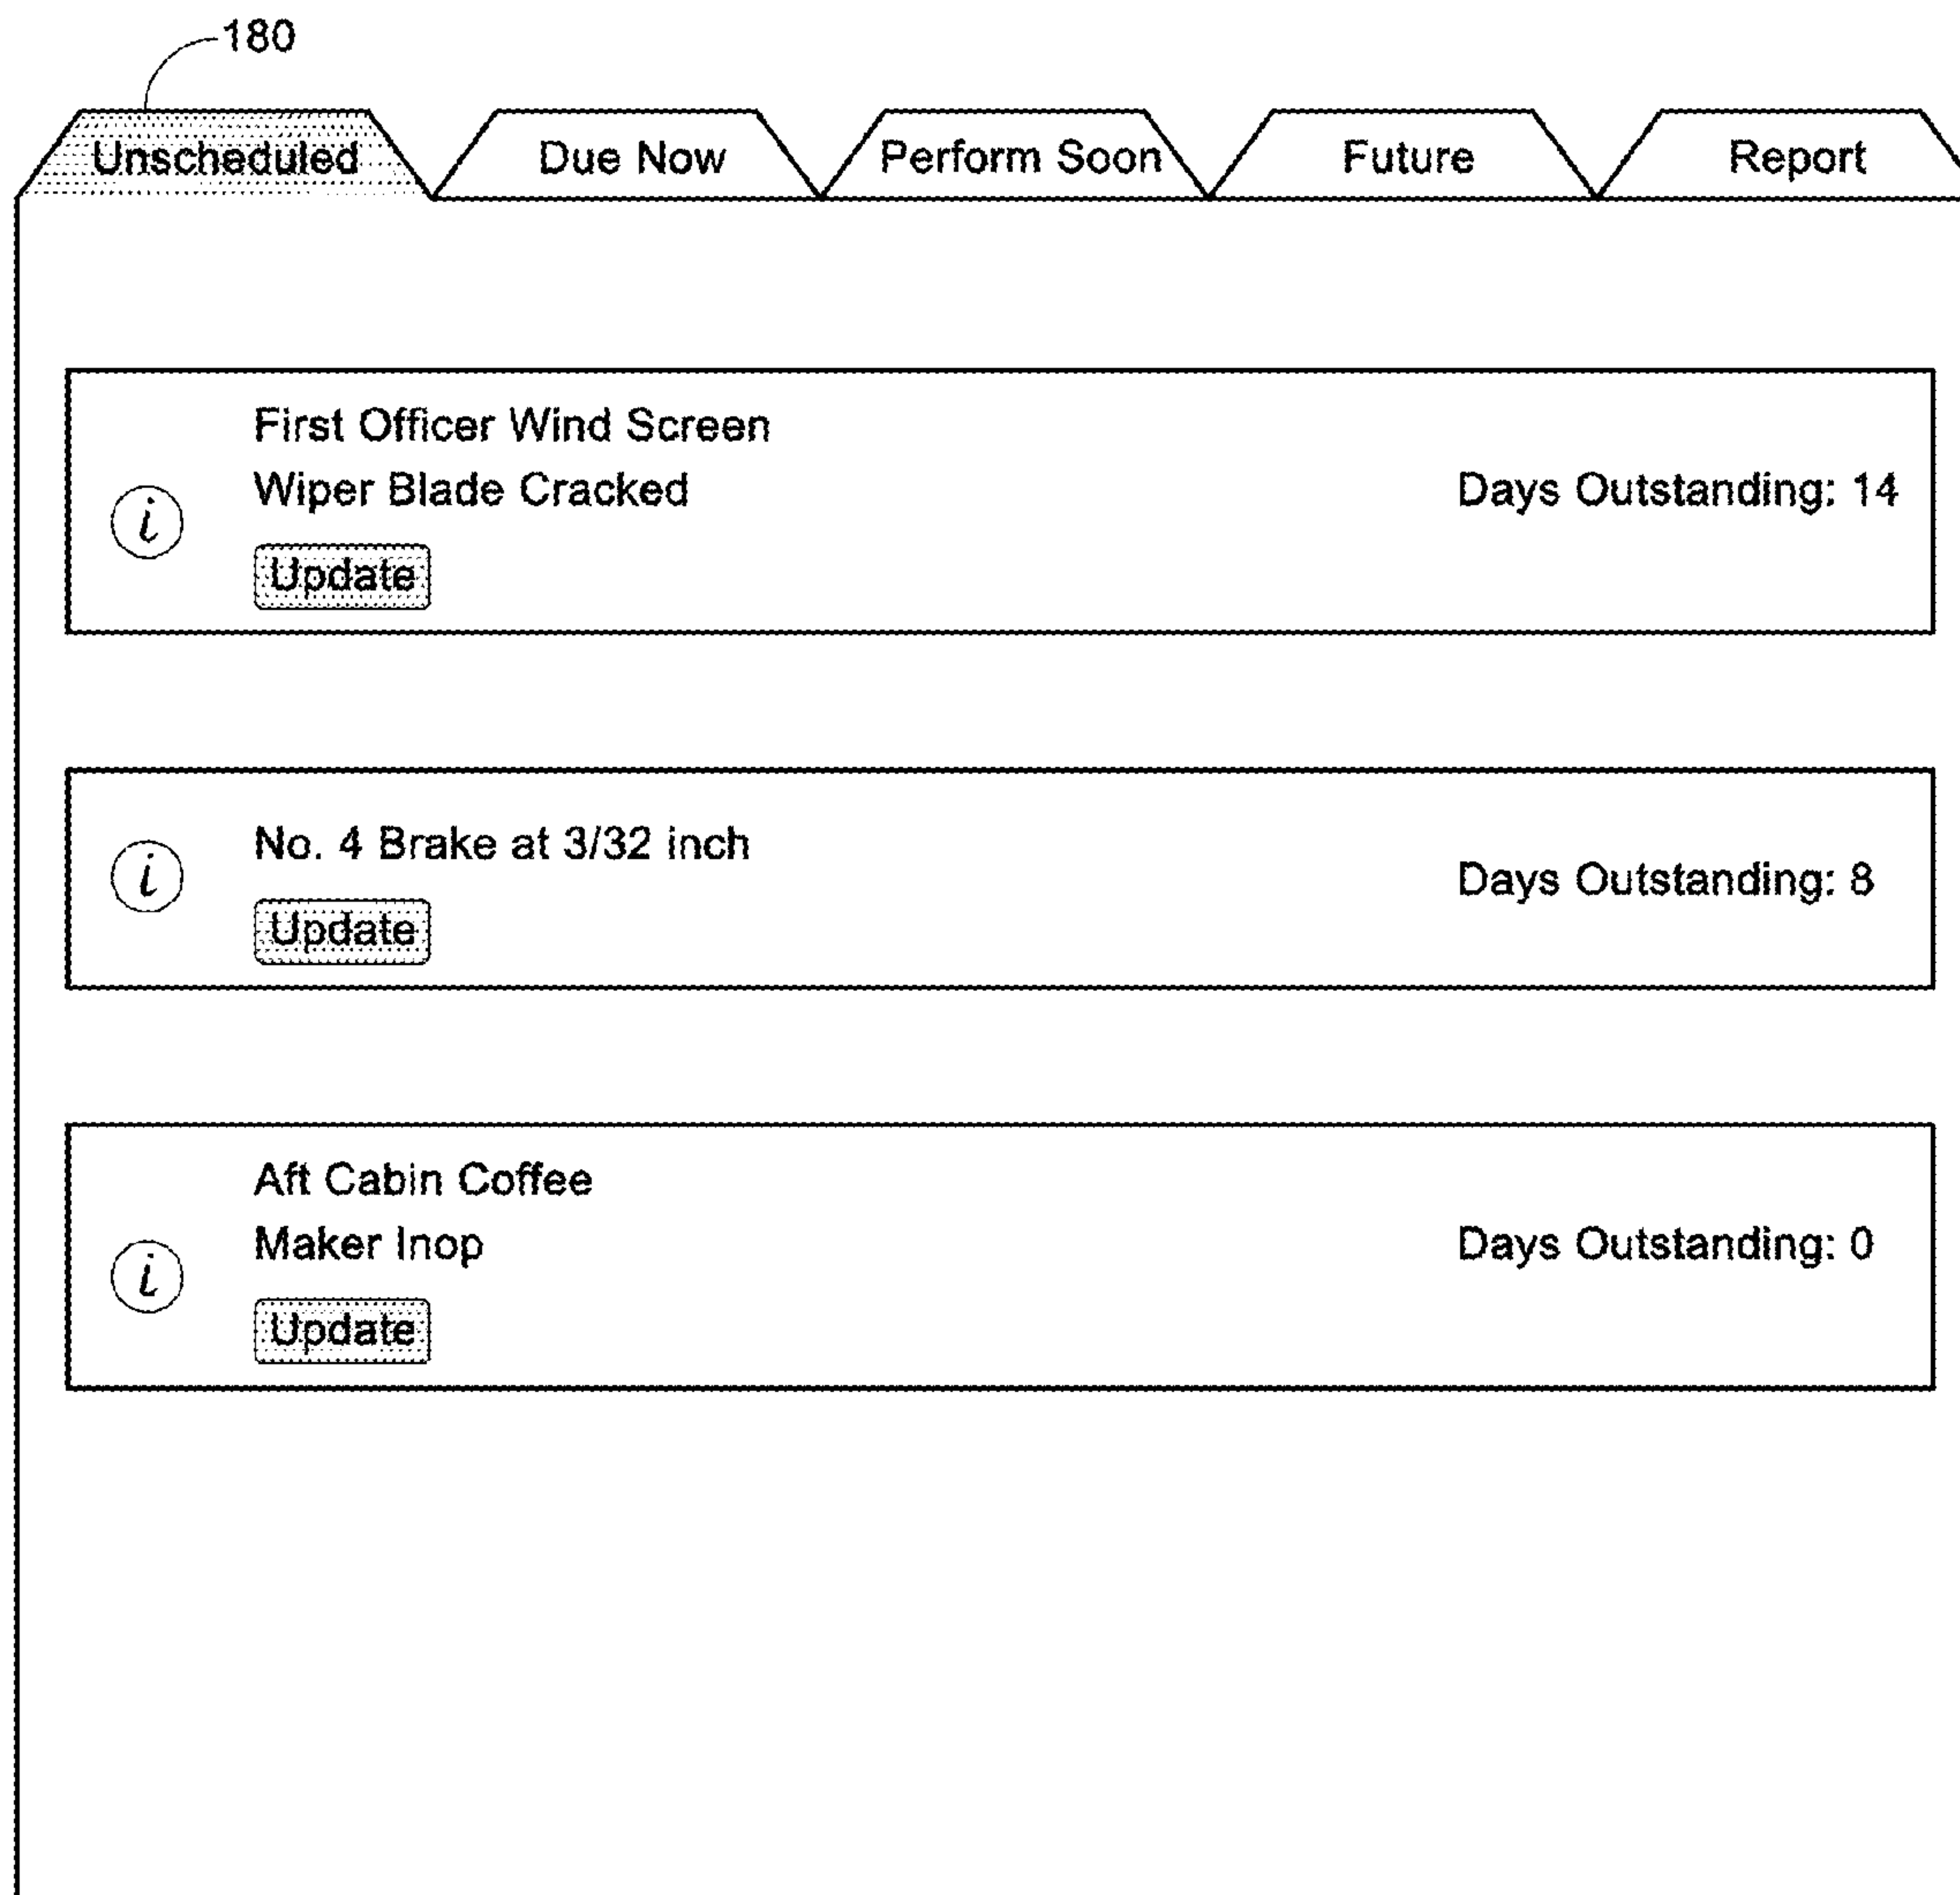 180
Unscheduled Due Now Perform Soon Future Report
First Officer Wind Screen
Wiper Blade Cracked Days Outstanding: 14
i
Update
No. 4 Brake at 3/32 inch
i Days Outstanding: 8
Update
Aft Cabin Coffee
Maker Inop Days Outstanding: 0
i
Update